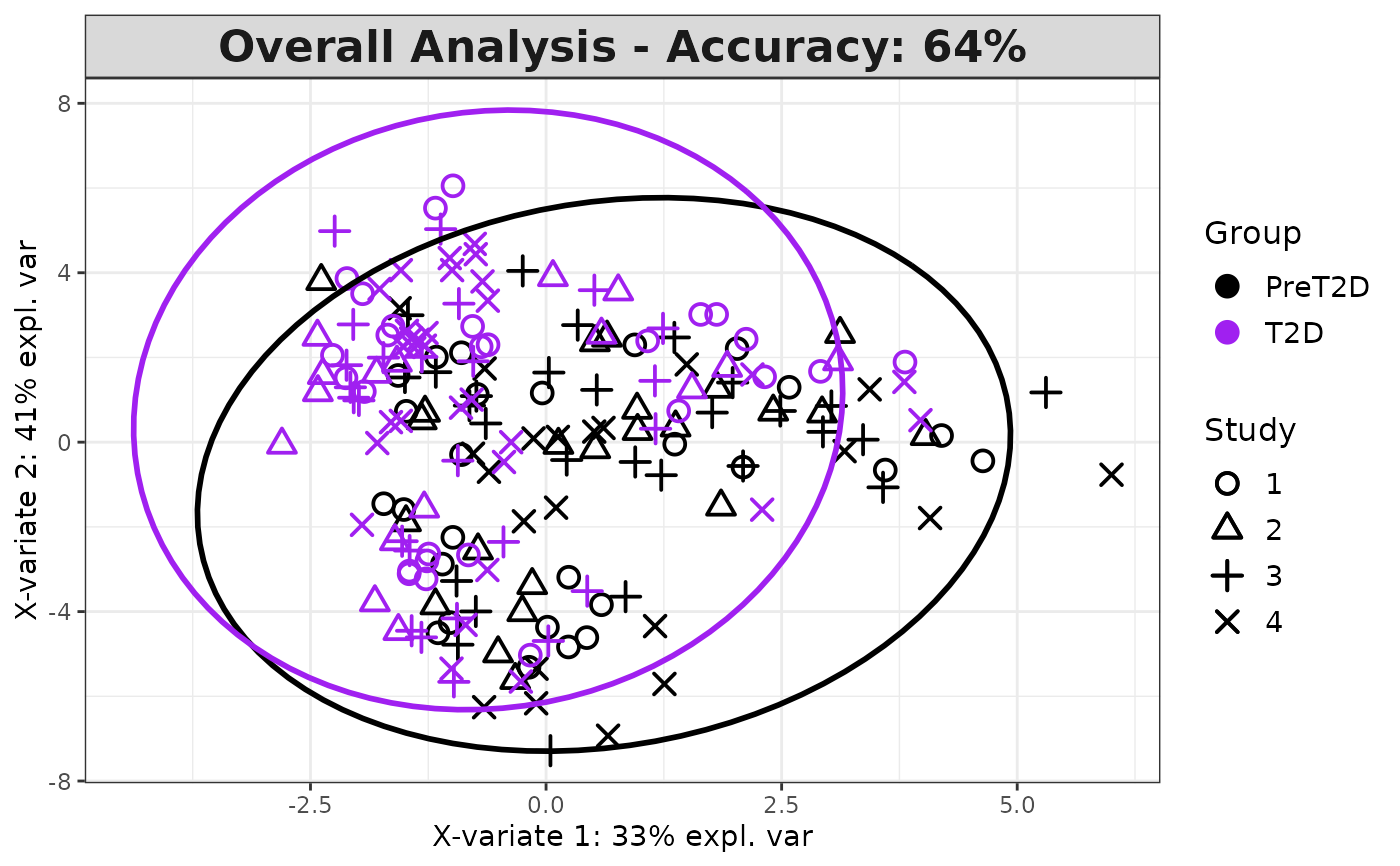 Overall Analysis - Accuracy: 64%
8
4
0
-4
-8
X-variate 2: 41% expl. var
-2.5
0.0
2.5
5.0
X-variate 1: 33% expl. var
Group
PreT2D
T2D
Study
1
2
3
4